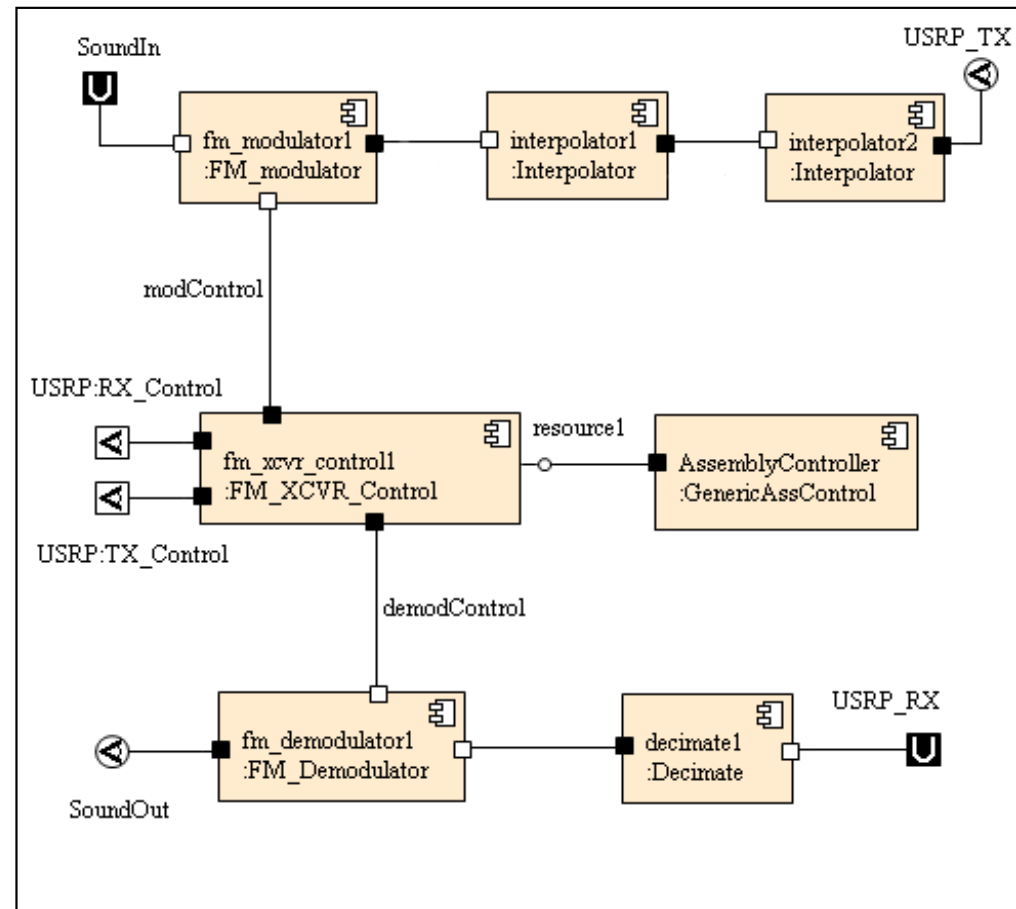 SoundIn
USRP_TX
fm_modulator1
:FM_modulator
interpolator1
:Interpolator
interpolator2
:Interpolator
modControl
USRP:RX_Control
fm_xcvr_control1
:FM_XCVR_Control
resource1
AssemblyController
:GenericAssControl
USRP:TX_Control
demodControl
fm_demodulator1
:FM_Demodulator
decimate1
:Decimate
USRP_RX
SoundOut